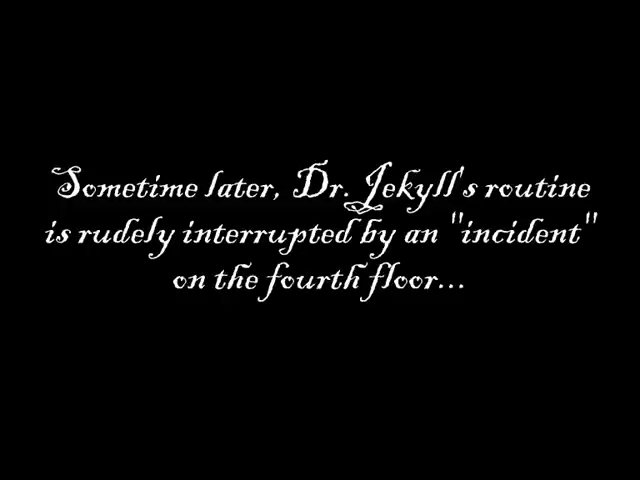 Sometime later, Dr. Jekyll's routine
is rudely interrupted by an "incident"
on the fourth floor...